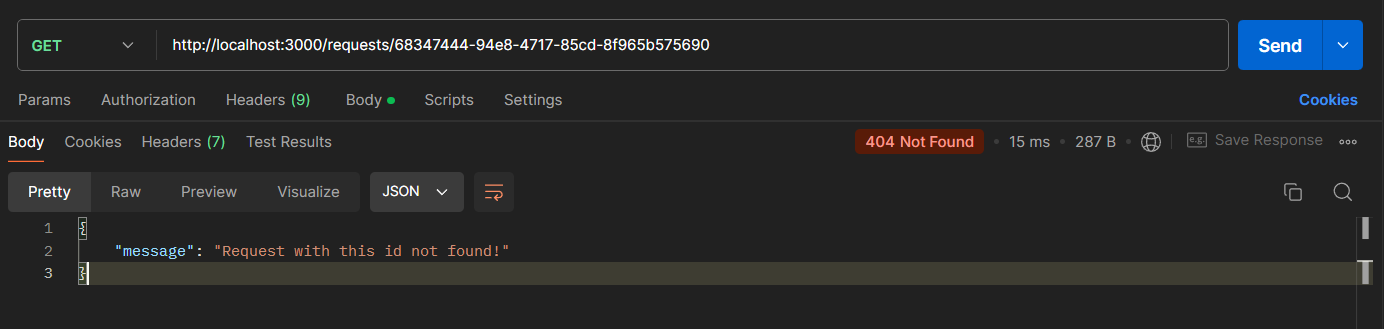 GET http://localhost:3000/requests/68347444-94e8-4717-85cd-8f965b575690 Send
Params Authorization Headers (9) Body Scripts Settings Cookies
Body Cookies Headers (7) Test Results 404 Not Found 15 ms 287 B e.g. Save Response
Pretty Raw Preview Visualize JSON
1 {
2 "message": "Request with this id not found!"
3 }